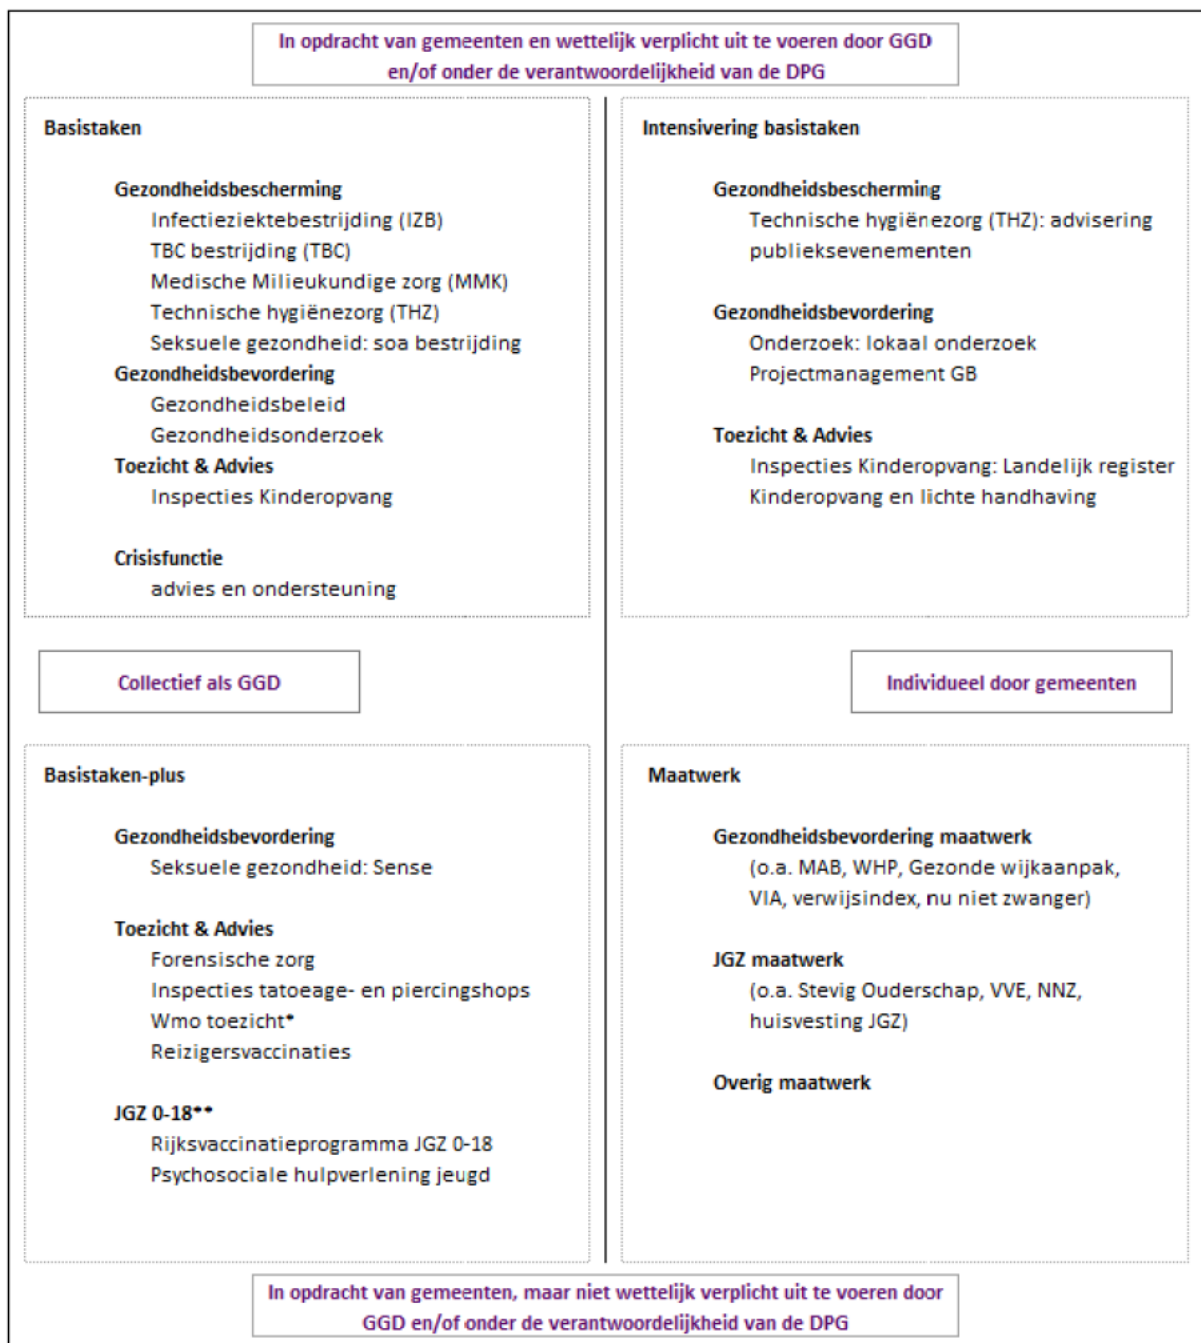 In opdracht van gemeenten en wettelijk verplicht uit te voeren door GGD
en/of onder de verantwoordelijkheid van de DPG
Basistaken
Gezondheidsbescherming
Infectieziektebestrijding (IZB)
TBC bestrijding (TBC)
Medische Milieukundige zorg (MMK)
Technische hygiënezorg (THZ)
Seksuele gezondheid: soa bestrijding
Gezondheidsbevordering
Gezondheidsbeleid
Gezondheidsonderzoek
Toezicht & Advies
Inspecties Kinderopvang
Crisisfunctie
advies en ondersteuning
Intensivering basistaken
Gezondheidsbescherming
Technische hygiënezorg (THZ): advisering
publieksevenementen
Gezondheidsbevordering
Onderzoek: lokaal onderzoek
Projectmanagement GB
Toezicht & Advies
Inspecties Kinderopvang: Landelijk register
Kinderopvang en lichte handhaving
Collectief als GGD
Individueel door gemeenten
Basistaken-plus
Gezondheidsbevordering
Seksuele gezondheid: Sense
Toezicht & Advies
Forensische zorg
Inspecties tatoeage- en piercingshops
Wmo toezicht*
Reizigersvaccinaties
JGZ 0-18**
Rijksvaccinatieprogramma JGZ 0-18
Psychosociale hulpverlening jeugd
Maatwerk
Gezondheidsbevordering maatwerk
(o.a. MAB, WHP, Gezonde wijkaanpak,
VIA, verwijsindex, nu niet zwanger)
JGZ maatwerk
(o.a. Stevig Ouderschap, VVE, NNZ,
huisvesting JGZ)
Overig maatwerk
In opdracht van gemeenten, maar niet wettelijk verplicht uit te voeren door
GGD en/of onder de verantwoordelijkheid van de DPG